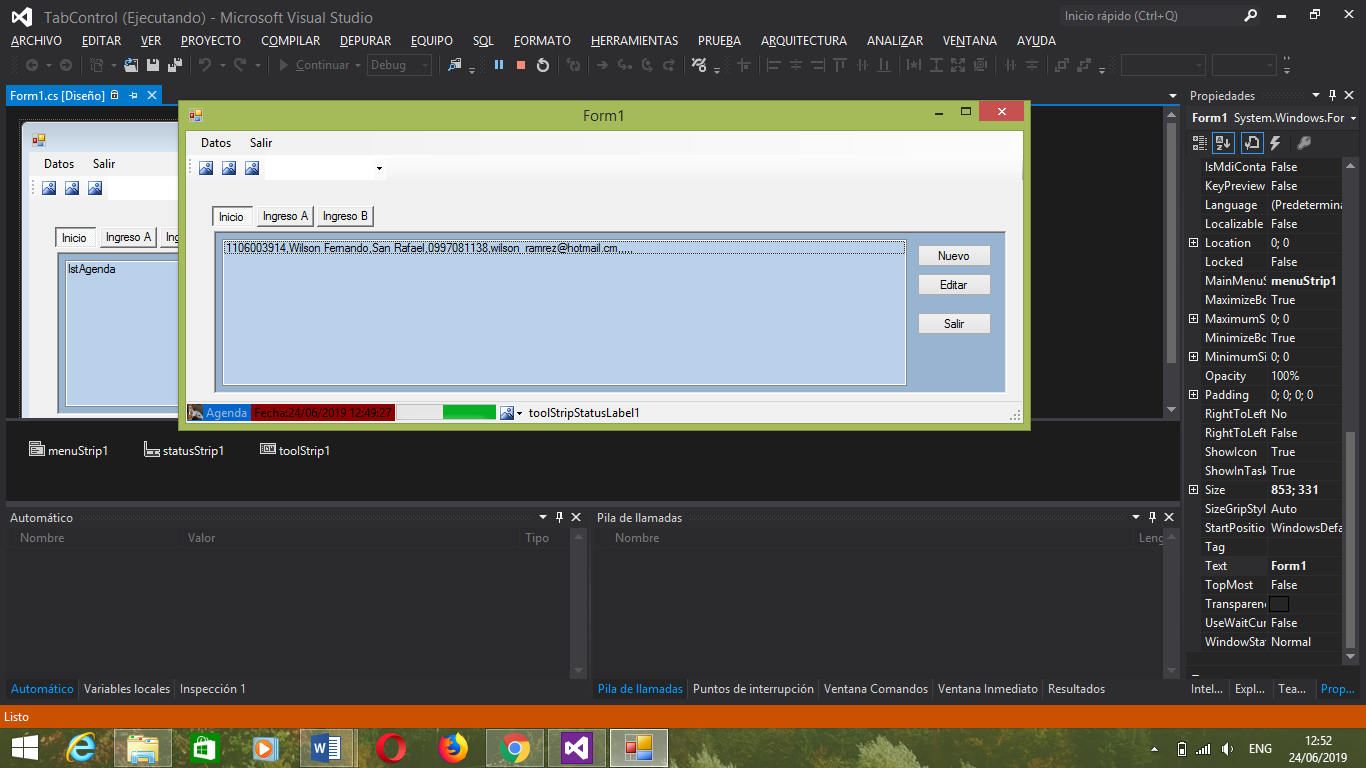 TabControl (Ejecutando) - Microsoft Visual Studio
Inicio rápido (Ctrl+Q)
ARCHIVO EDITAR VER PROYECTO COMPILAR DEPURAR EQUIPO SQL FORMATO HERRAMIENTAS PRUEBA ARQUITECTURA ANALIZAR VENTANA AYUDA
Continuar Debug
Form1.cs [Diseño]
Datos Salir
Inicio Ingreso A Ing
lstAgenda
Form1
Datos Salir
Inicio Ingreso A Ingreso B
1106003914,Wilson Fernando,San Rafael,0997081138,wilson_ramrez@hotmail.cm,,,,,
Nuevo
Editar
Salir
Agenda Fecha:24/06/2019 12:49:27 toolStripStatusLabel1
menuStrip1 statusStrip1 toolStrip1
Propiedades
Form1 System.Windows.For
IsMdiConta False
KeyPreview False
Language (Predetermina
Localizable False
Location 0; 0
Locked False
MainMenuS menuStrip1
MaximizeBo True
MaximumS 0; 0
MinimizeBo True
MinimumSi 0; 0
Opacity 100%
Padding 0; 0; 0; 0
RightToLeft No
RightToLeft False
ShowIcon True
ShowInTask True
Size 853; 331
SizeGripStyl Auto
StartPositio WindowsDefa
Tag
Text Form1
TopMost False
Transparen
UseWaitCur False
WindowSta Normal
Automático
Nombre Valor Tipo
Pila de llamadas
Nombre Leng
Automático Variables locales Inspección 1
Pila de llamadas Puntos de interrupción Ventana Comandos Ventana Inmediato Resultados
Intel... Expl... Tea... Prop...
Listo
ENG
12:52
24/06/2019